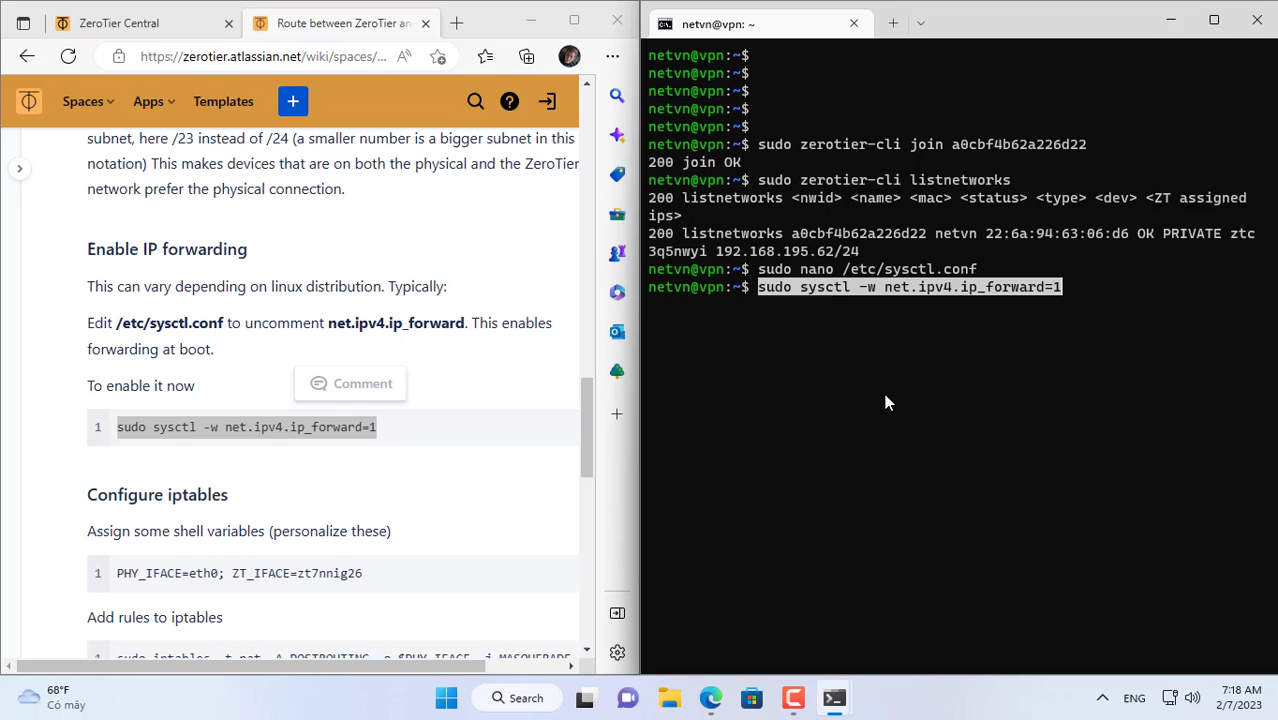 ZeroTier Central
Route between ZeroTier an
https://zerotier.atlassian.net/wiki/spaces/...
Spaces
Apps
Templates
subnet, here /23 instead of /24 (a smaller number is a bigger subnet in this
notation) This makes devices that are on both the physical and the ZeroTier
network prefer the physical connection.
Enable IP forwarding
This can vary depending on linux distribution. Typically:
Edit /etc/sysctl.conf to uncomment net.ipv4.ip_forward. This enables
forwarding at boot.
To enable it now
Comment
1 sudo sysctl -w net.ipv4.ip_forward=1
Configure iptables
Assign some shell variables (personalize these)
1 PHY_IFACE=eth0; ZT_IFACE=zt7nnig26
Add rules to iptables
1 sudo iptables -t nat -A POSTROUTING -o $PHY_IFACE -j MASQUERADE
netvn@vpn: ~
netvn@vpn:~$
netvn@vpn:~$
netvn@vpn:~$
netvn@vpn:~$
netvn@vpn:~$
netvn@vpn:~$ sudo zerotier-cli join a0cbf4b62a226d22
200 join OK
netvn@vpn:~$ sudo zerotier-cli listnetworks
200 listnetworks <nwid> <name> <mac> <status> <type> <dev> <ZT assigned
ips>
200 listnetworks a0cbf4b62a226d22 netvn 22:6a:94:63:06:d6 OK PRIVATE ztc
3q5nwyi 192.168.195.62/24
netvn@vpn:~$ sudo nano /etc/sysctl.conf
netvn@vpn:~$ sudo sysctl -w net.ipv4.ip_forward=1
68°F
Có mây
Search
ENG
7:18 AM
2/7/2023